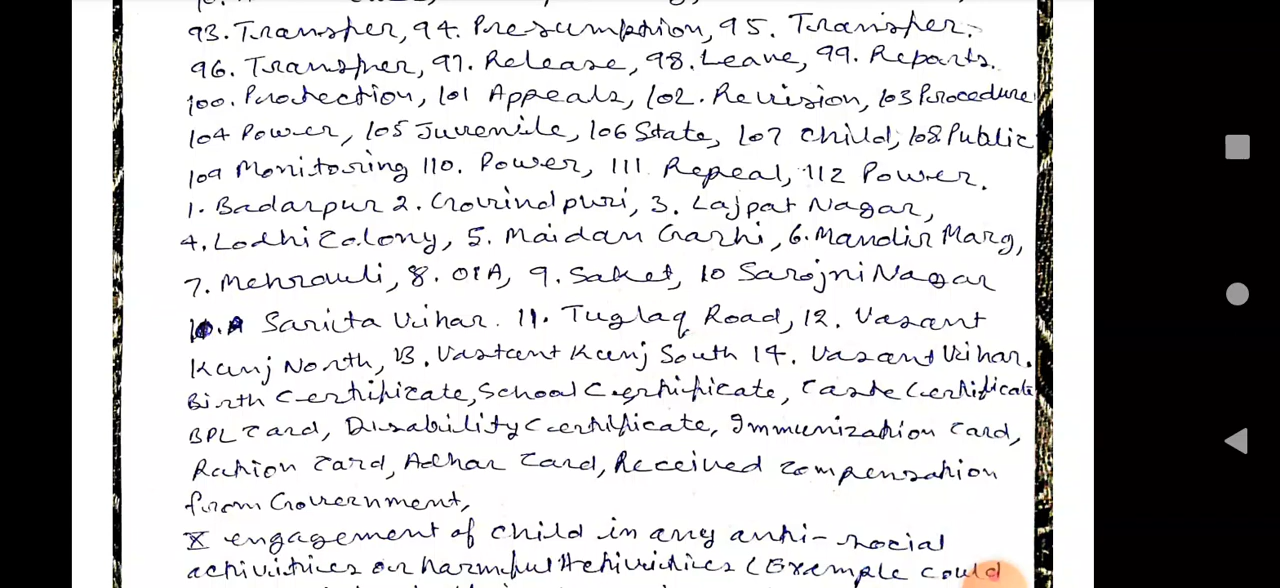 93. Transfer, 94. Presumption, 95. Transfer.
96. Transfher, 97. Release, 98. Leave, 99. Reports.
100. Protection, 101 Appeals, 102. Revision, 103 Procedure
104 Power, 105 Juvenile, 106 State, 107 Child, 108. Public
109 Monitoring 110. Power, 111 Repeal, 112 Power.
1. Badarpur 2. Govindpuri, 3. Lajpat Nagar,
4. Lodhi Colony, 5. Maidan Garhi, 6. Mandir Marg,
7. Mehrauli, 8. OIA, 9. Saket, 10 Sarojni Nagar
10. A Sarita Vihar. 11. Tuglaq Road, 12. Vasant
Kunj North, 13. Vastant Kunj South 14. Vasant Vihar.
Birth Certificate, School Certificate, Caste Certificate
BPL Card, Disability Certificate, Immunization Card,
Ration Card, Adhar Card, Received Compensation
from Government,
X engagement of child in any anti-social
activities or harmful Activities (Example could